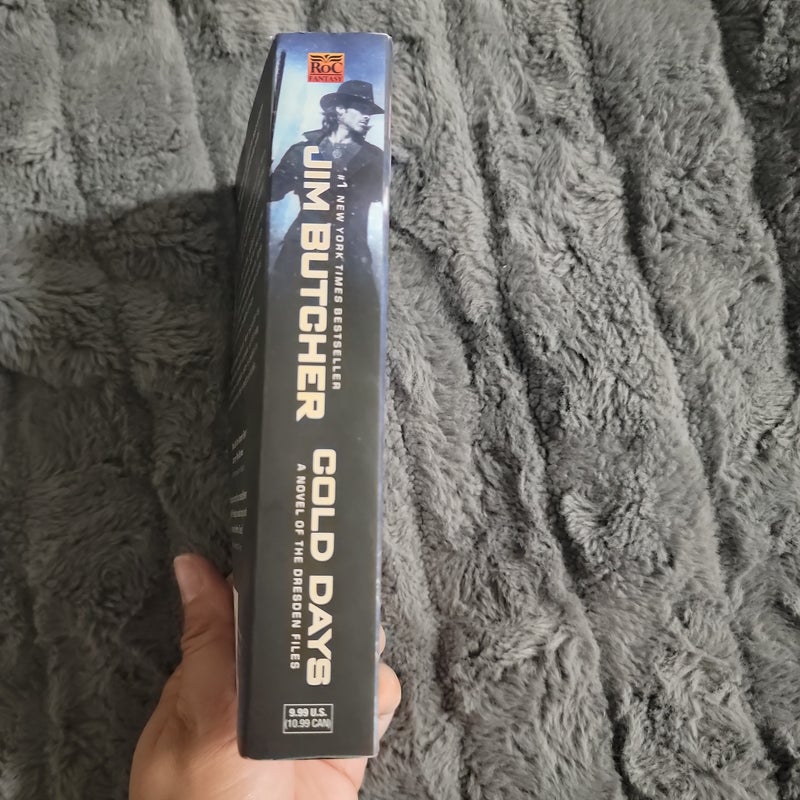 RoC
FANTASY
#1 NEW YORK TIMES BESTSELLER
JIM BUTCHER
COLD DAYS
A NOVEL OF THE DRESDEN FILES
9.99 U.S.
(10.99 CAN)